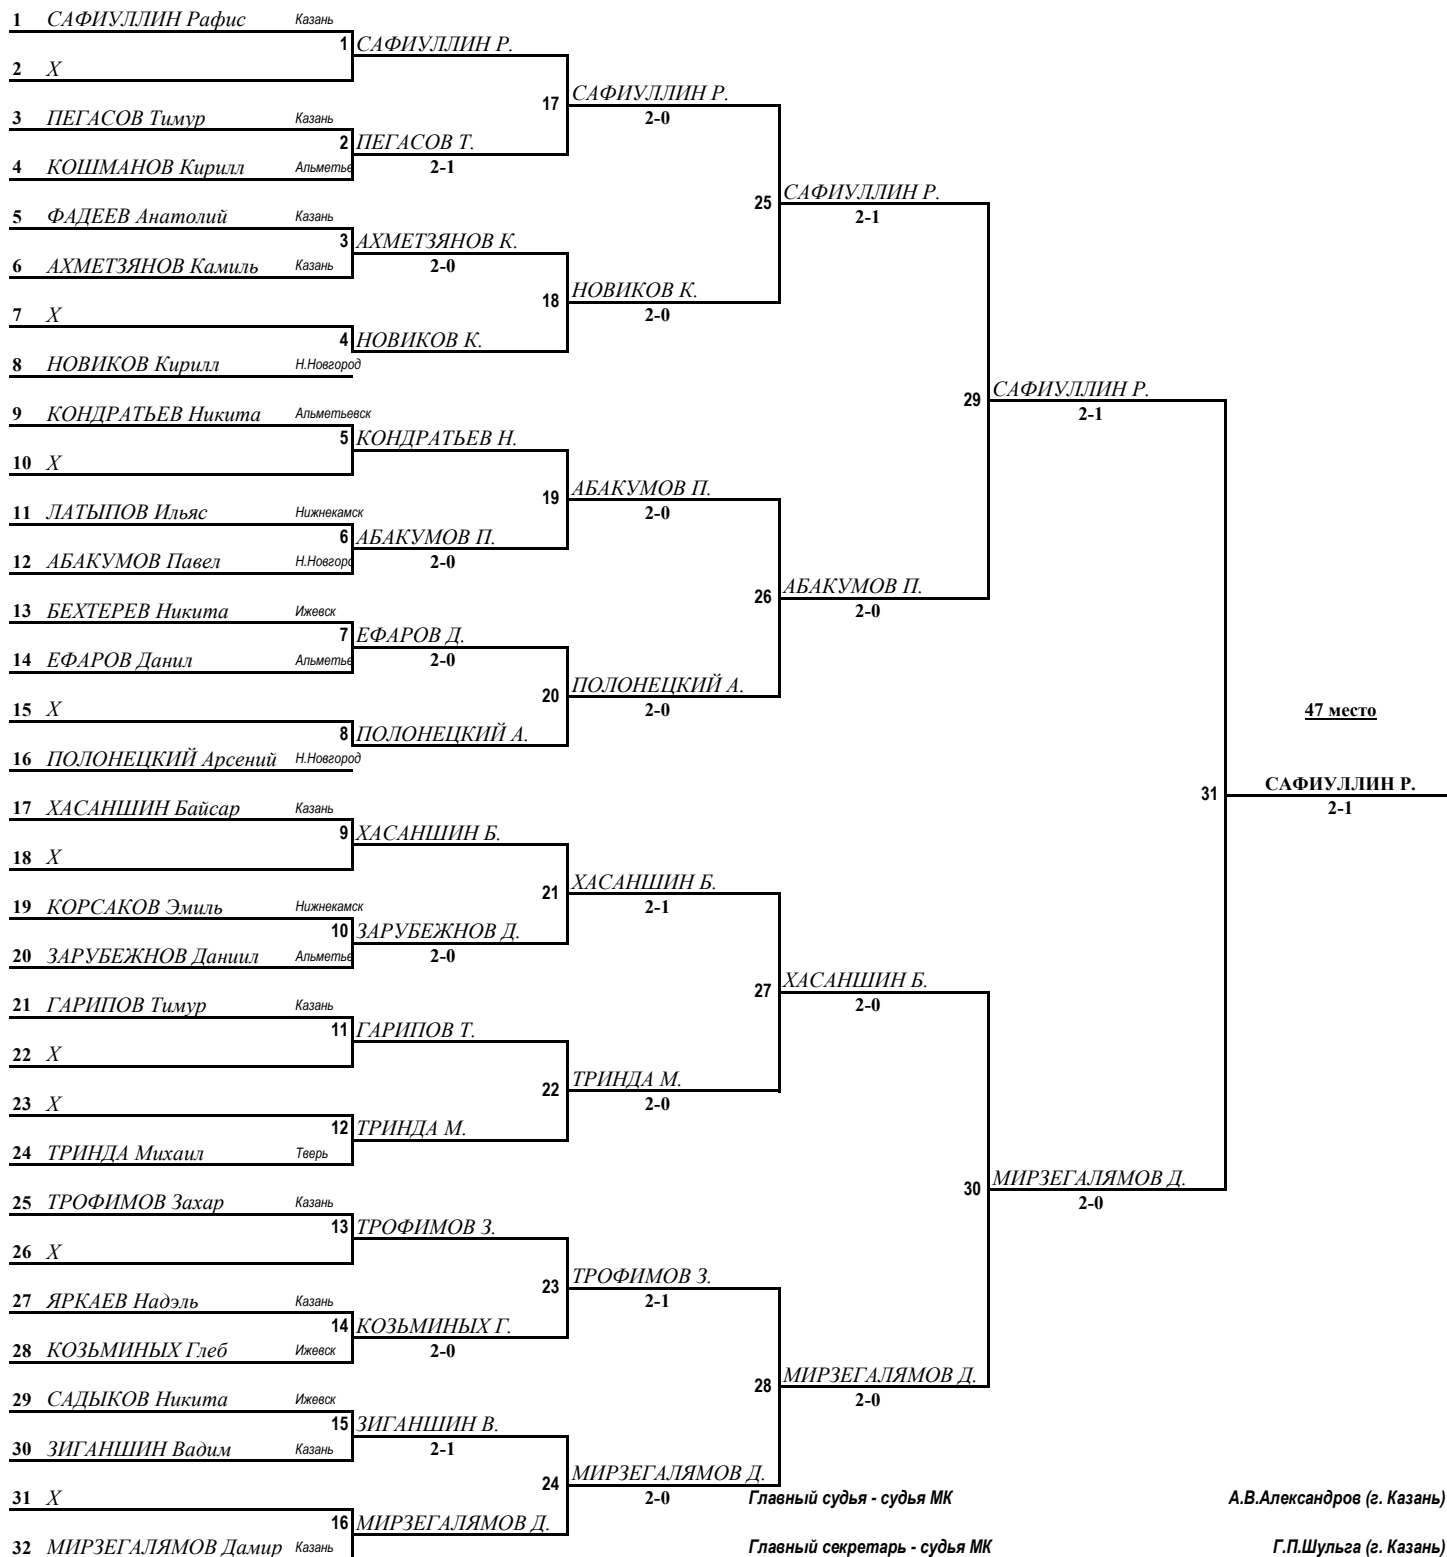 1 САФИУЛЛИН Рафис Казань
1 САФИУЛЛИН Р.
2 X
17 САФИУЛЛИН Р.
2-0
3 ПЕГАСОВ Тимур Казань
2 ПЕГАСОВ Т.
2-1
4 КОШМАНОВ Кирилл Альметье
25 САФИУЛЛИН Р.
2-1
5 ФАДЕЕВ Анатолий Казань
3 АХМЕТЗЯНОВ К.
2-0
6 АХМЕТЗЯНОВ Камиль Казань
18 НОВИКОВ К.
2-0
7 X
4 НОВИКОВ К.
8 НОВИКОВ Кирилл Н.Новгород
29 САФИУЛЛИН Р.
2-1
9 КОНДРАТЬЕВ Никита Альметьевск
5 КОНДРАТЬЕВ Н.
10 X
19 АБАКУМОВ П.
2-0
11 ЛАТЫПОВ Ильяс Нижнекамск
6 АБАКУМОВ П.
2-0
12 АБАКУМОВ Павел Н.Новгоро
26 АБАКУМОВ П.
2-0
13 БЕХТЕРЕВ Никита Ижевск
7 ЕФАРОВ Д.
2-0
14 ЕФАРОВ Данил Альметье
20 ПОЛОНЕЦКИЙ А.
2-0
15 X
47 место
8 ПОЛОНЕЦКИЙ А.
16 ПОЛОНЕЦКИЙ Арсений Н.Новгород
31 САФИУЛЛИН Р.
2-1
17 ХАСАНШИН Байсар Казань
9 ХАСАНШИН Б.
18 X
21 ХАСАНШИН Б.
2-1
19 КОРСАКОВ Эмиль Нижнекамск
10 ЗАРУБЕЖНОВ Д.
2-0
20 ЗАРУБЕЖНОВ Даниил Альметье
27 ХАСАНШИН Б.
2-0
21 ГАРИПОВ Тимур Казань
11 ГАРИПОВ Т.
22 X
22 ТРИНДА М.
2-0
23 X
12 ТРИНДА М.
24 ТРИНДА Михаил Тверь
30 МИРЗЕГАЛЯМОВ Д.
2-0
25 ТРОФИМОВ Захар Казань
13 ТРОФИМОВ З.
26 X
23 ТРОФИМОВ З.
2-1
27 ЯРКАЕВ Надэль Казань
14 КОЗЬМИНЫХ Г.
2-0
28 КОЗЬМИНЫХ Глеб Ижевск
28 МИРЗЕГАЛЯМОВ Д.
2-0
29 САДЫКОВ Никита Ижевск
15 ЗИГАНШИН В.
2-1
30 ЗИГАНШИН Вадим Казань
24 МИРЗЕГАЛЯМОВ Д.
2-0
31 X
Главный судья - судья МК А.В.Александров (г. Казань)
16 МИРЗЕГАЛЯМОВ Д.
32 МИРЗЕГАЛЯМОВ Дамир Казань
Главный секретарь - судья МК Г.П.Шульга (г. Казань)